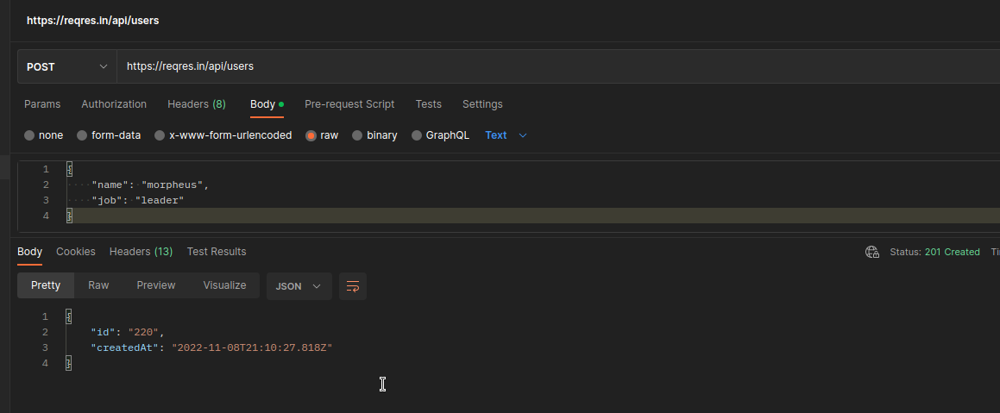 https://reqres.in/api/users
POST https://reqres.in/api/users
Params Authorization Headers (8) Body Pre-request Script Tests Settings
none form-data x-www-form-urlencoded raw binary GraphQL Text
1 {
2 "name": "morpheus",
3 "job": "leader"
4 }
Body Cookies Headers (13) Test Results Status: 201 Created
Pretty Raw Preview Visualize JSON
1 {
2 "id": "220",
3 "createdAt": "2022-11-08T21:10:27.818Z"
4 }